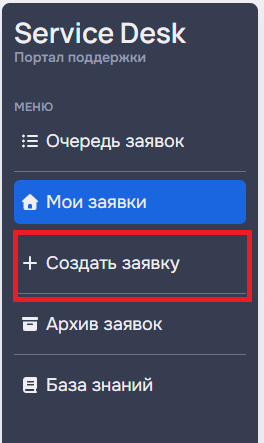 Service Desk
Портал поддержки
МЕНЮ
Очередь заявок
Мои заявки
Создать заявку
Архив заявок
База знаний